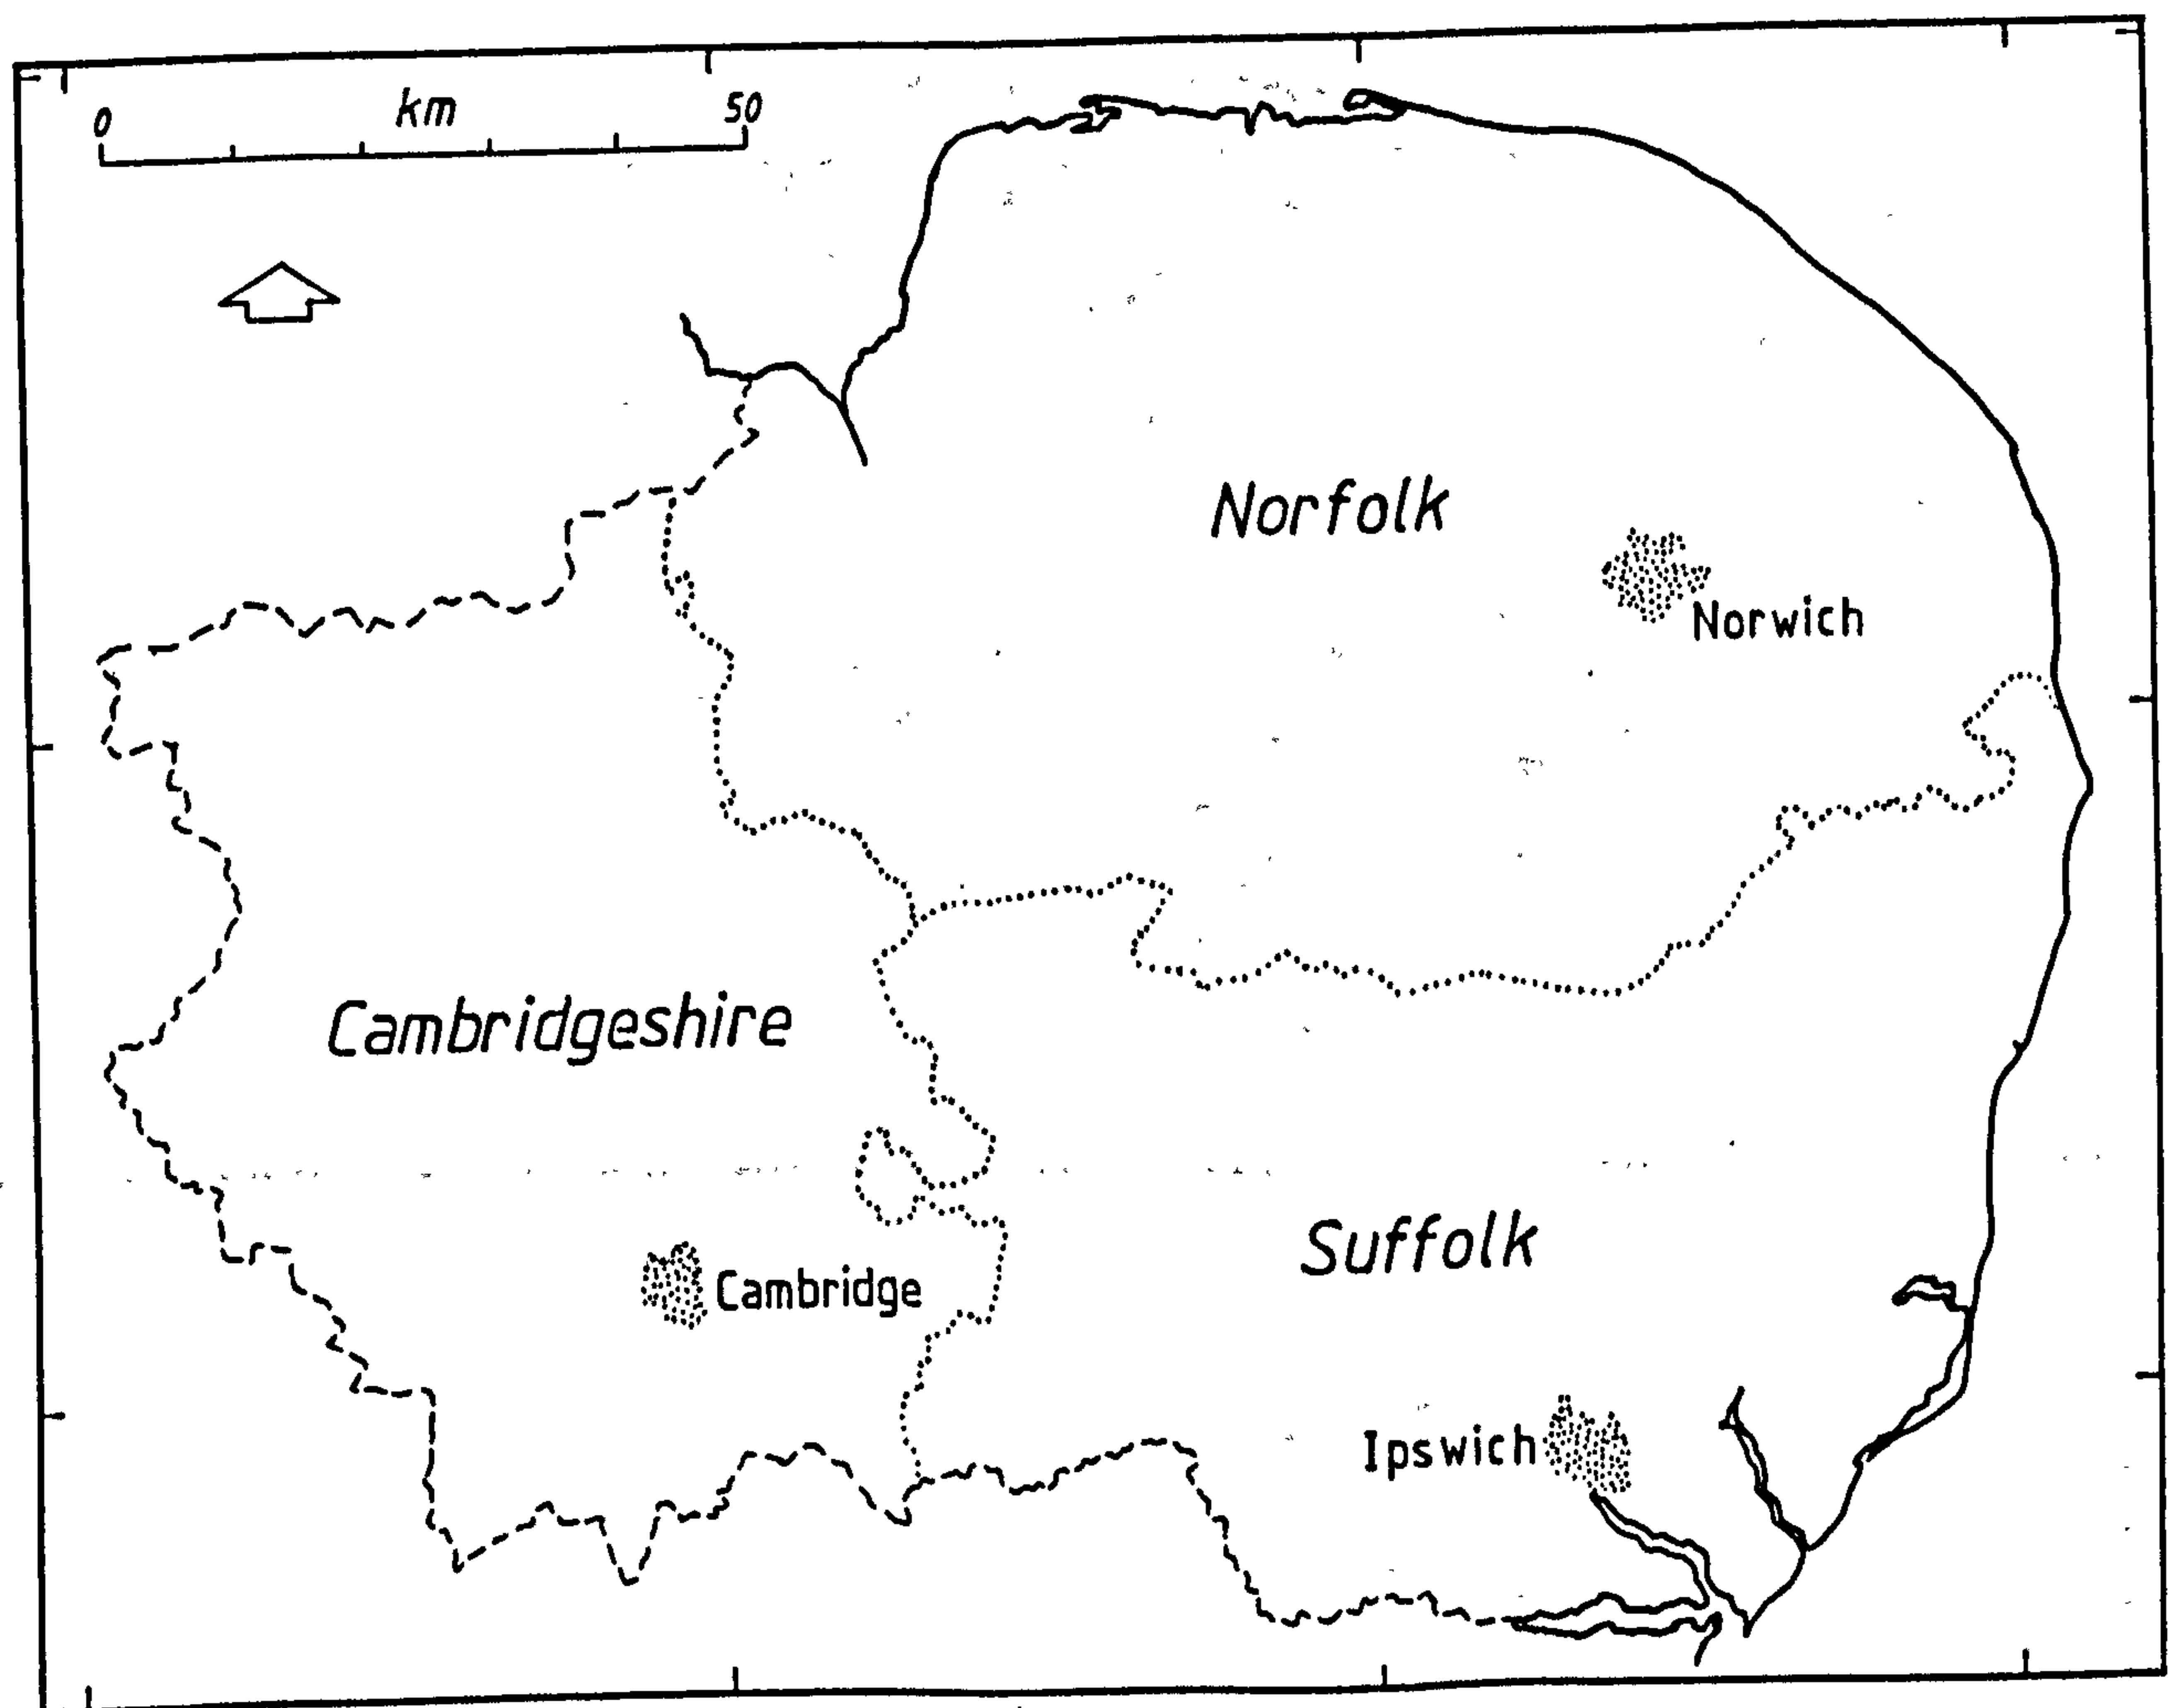 km
0 50
Norfolk
Norwich
Cambridgeshire
Suffolk
Cambridge
Ipswich